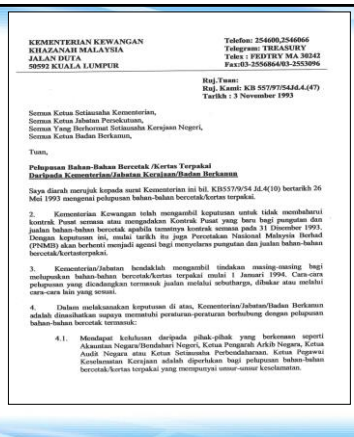 KEMENTERIAN KEWANGAN
KHAZANAH MALAYSIA
JALAN DUTA
50592 KUALA LUMPUR
Telefon: 254600,2546066
Telegram: TREASURY
Telex : FEDTRY MA 30242
Fax:03-2556864/03-2553096
Ruj.Tuan:
Ruj. Kami: KB 557/97/54Jd.4.(47)
Tarikh : 3 November 1993
Semua Ketua Setiausaha Kementerian,
Semua Ketua Jabatan Persekutuan,
Semua Yang Berhormat Setiausaha Kerajaan Negeri,
Semua Ketua Badan Berkanun,
Tuan,
Pelupusan Bahan-Bahan Bercetak /Kertas Terpakai
Daripada Kementerian/Jabatan Kerajaan/Badan Berkanun
Saya diarah merujuk kepada surat Kementerian ini bil. KB557/9/54 Jd.4(10) bertarikh 26
Mei 1993 mengenai pelupusan bahan-bahan bercetak/kertas terpakai.
2. Kementerian Kewangan telah mengambil keputusan untuk tidak membaharui
kontrak Pusat semasa atau mengadakan Kontrak Pusat yang baru bagi pungutan dan
jualan bahan-bahan bercetak apabila tamatnya kontrak semasa pada 31 Disember 1993.
Dengan keputusan ini, mulai tarikh itu juga Percetakan Nasional Malaysia Berhad
(PNMB) akan berhenti menjadi agensi bagi menyelaras pungutan dan jualan bahan-bahan
bercetak/kertasterpakai.
3. Kementerian/Jabatan hendaklah mengambil tindakan masing-masing bagi
melupuskan bahan-bahan bercetak/kertas terpakai mulai 1 Januari 1994. Cara-cara
pelupusan yang dicadangkan termasuk jualan melalui sebutharga, dibakar atau melalui
cara-cara lain yang sesuai.
4. Dalam melaksanakan keputusan di atas, Kementerian/Jabatan/Badan Berkanun
adalah dinasihatkan supaya mematuhi peraturan-peraturan berhubung dengan pelupusan
bahan-bahan bercetak termasuk:
4.1. Mendapat kelulusan daripada pihak-pihak yang berkenaan seperti
Akauntan Negara/Bendahari Negeri, Ketua Pengarah Arkib Negara, Ketua
Audit Negara atau Ketua Setiausaha Perbendaharaan. Ketua Pegawai
Keselamatan Kerajaan adalah diperlukan bagi pelupusan bahan-bahan
bercetak/kertas terpakai yang mempunyai unsur-unsur keselamatan.